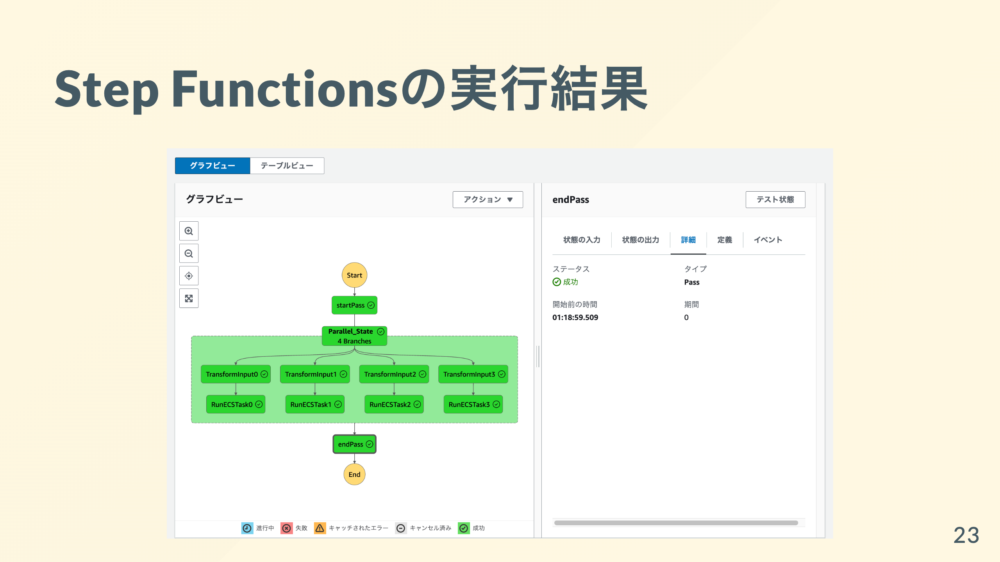 Step Functionsの実行結果
グラフビュー テーブルビュー
グラフビュー アクション
Start
startPass
Parallel_State
4 Branches
TransformInput0 TransformInput1 TransformInput2 TransformInput3
RunECSTask0 RunECSTask1 RunECSTask2 RunECSTask3
endPass
End
進行中 失敗 キャッチされたエラー キャンセル済み 成功
endPass テスト状態
状態の入力 状態の出力 詳細 定義 イベント
ステータス タイプ
成功 Pass
開始前の時間 期間
01:18:59.509 0
23